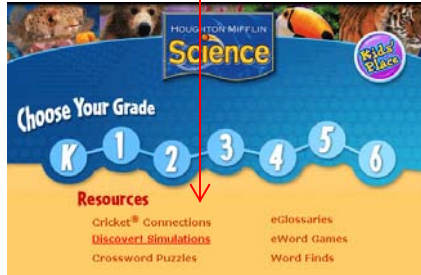 HOUGHTON MIFFLIN
Science
Kids' Place
Choose Your Grade
K 1 2 3 4 5 6
Resources
Cricket® Connections
Discover! Simulations
Crossword Puzzles
eGlossaries
eWord Games
Word Finds